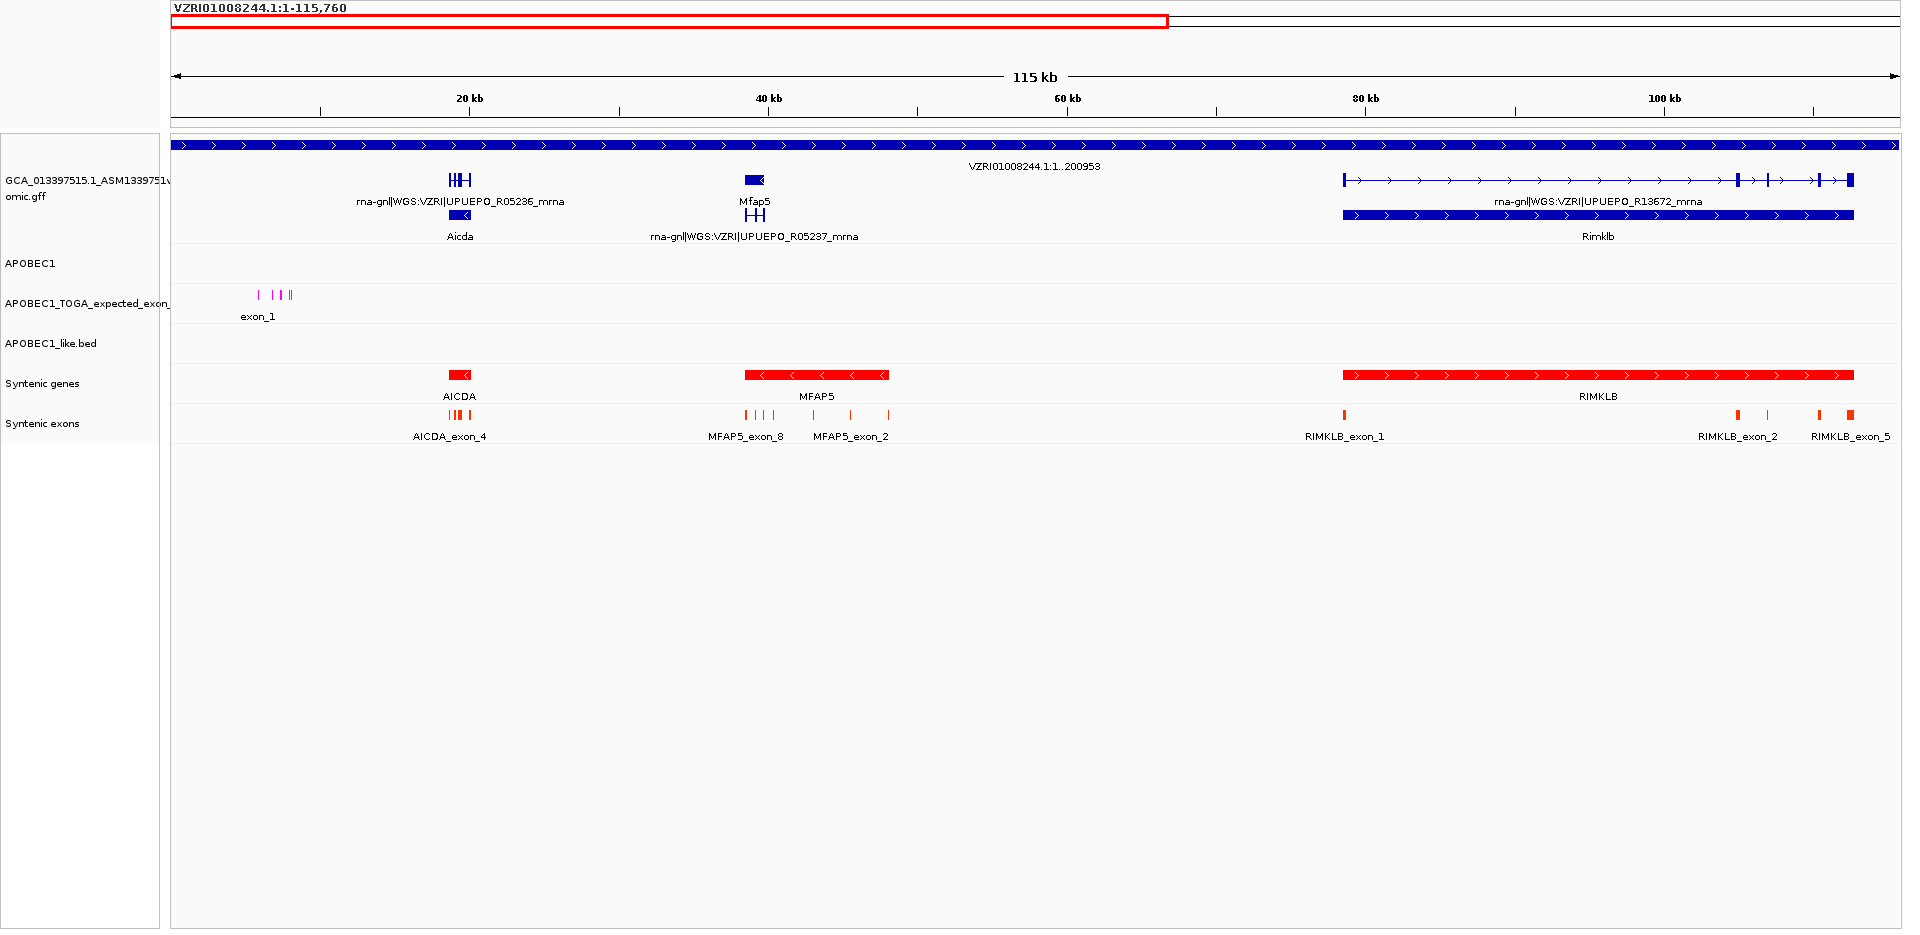 VZRI01008244.1:1-115,760
115 kb
20 kb 40 kb 60 kb 80 kb 100 kb
VZRI01008244.1:1..200953
GCA_013397515.1_ASM1339751v
omic.gff
rna-gnl|WGS:VZRI|UPUEPO_R05236_mrna Mfap5 rna-gnl|WGS:VZRI|UPUEPO_R13672_mrna
Aicda rna-gnl|WGS:VZRI|UPUEPO_R05237_mrna Rimklb
APOBEC1
APOBEC1_TOGA_expected_exon_
exon_1
APOBEC1_like.bed
Syntenic genes
AICDA MFAP5 RIMKLB
Syntenic exons
AICDA_exon_4 MFAP5_exon_8 MFAP5_exon_2 RIMKLB_exon_1 RIMKLB_exon_2 RIMKLB_exon_5